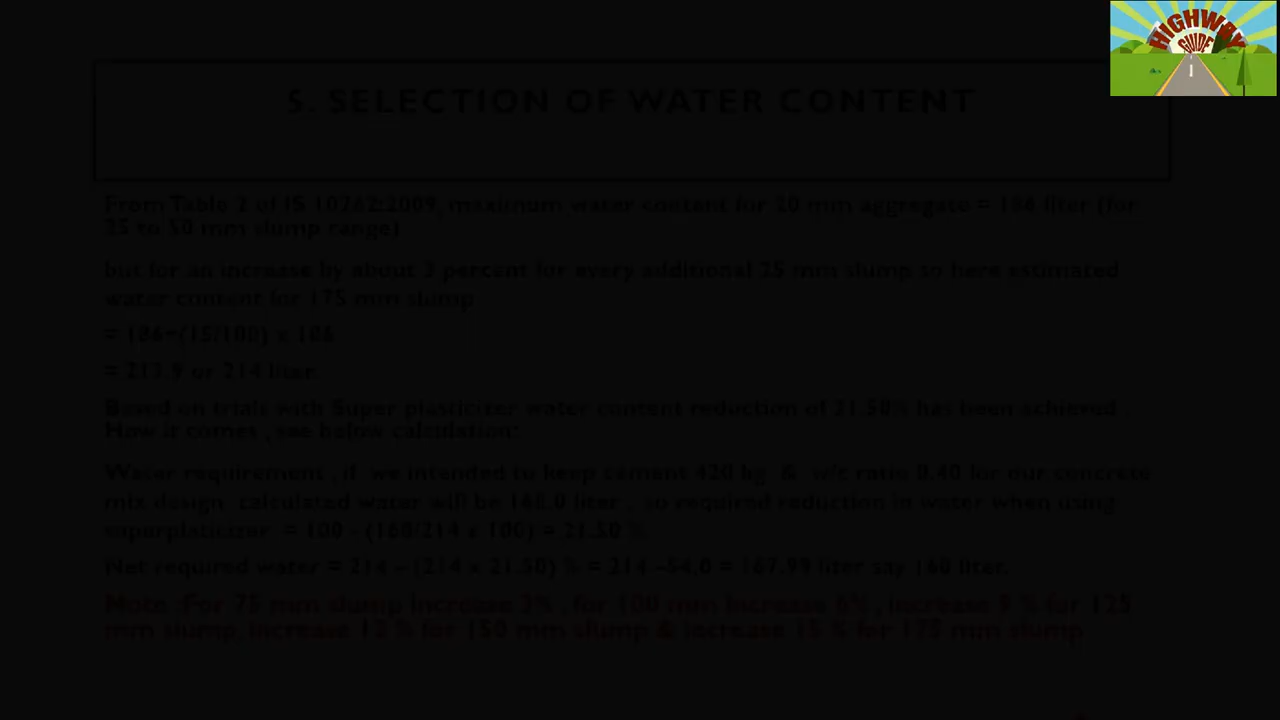 HIGHWAY
GUIDE
5. SELECTION OF WATER CONTENT
From Table 2 of IS 10262:2009, maximum water content for 20 mm aggregate = 186 liter (for
25 to 50 mm slump range)
but for an increase by about 3 percent for every additional 25 mm slump so here estimated
water content for 175 mm slump
= 186+(15/100) x 186
= 213.9 or 214 liter
Based on trials with Super plasticizer water content reduction of 21.50% has been achieved
How it comes , see below calculation:
Water requirement , if we intended to keep cement 420 kg & w/c ratio 0.40 for our concrete
mix design calculated water will be 168.0 liter , so required reduction in water when using
superplaticizer = 100 - (168/214 x 100) = 21.50 %
Net required water = 214 – (214 x 21.50) % = 214 –54.0 = 167.99 liter say 168 liter.
Note :For 75 mm slump increase 3% , for 100 mm Increase 6% , increase 9 % for 125
mm slump, increase 12 % for 150 mm slump & increase 15 % for 175 mm slump